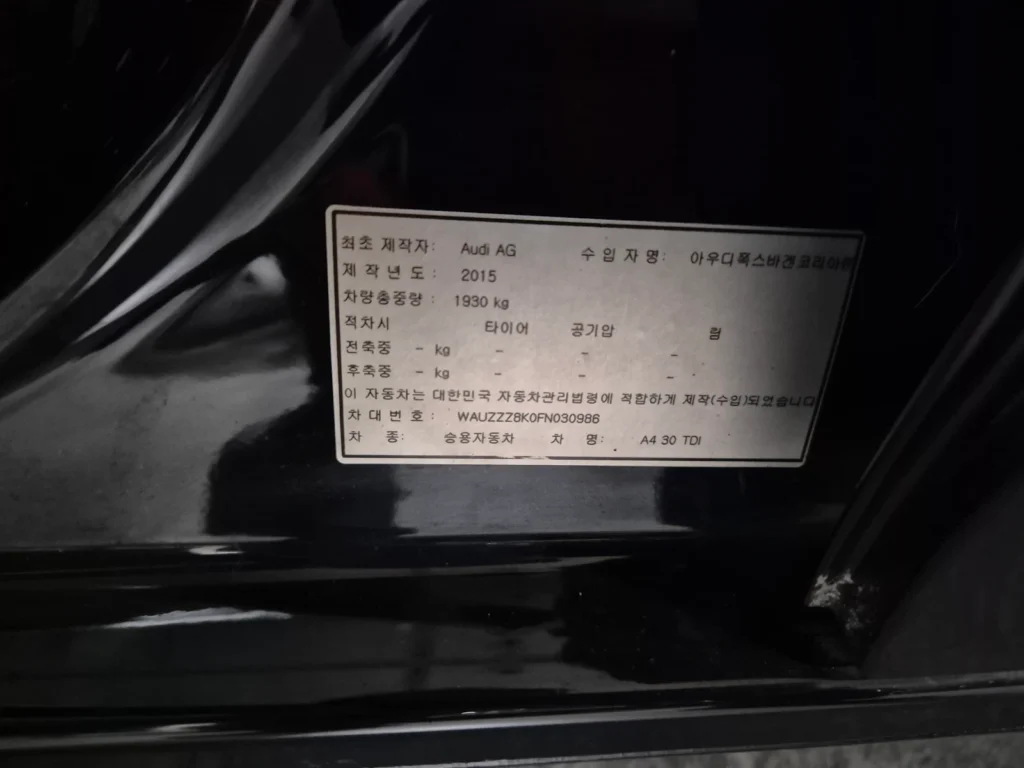 최초 제작자: Audi AG 수 입 자 명: 아우디폭스바겐코리아㈜
제 작 년 도 : 2015
차량총중량 : 1930 kg
적차시 타이어 공기압 림
전축중 - kg - - -
후축중 - kg - - -
이 자동차는 대한민국 자동차관리법령에 적합하게 제작(수입)되었습니다
차 대 번 호 : WAUZZZ8K0FN030986
차 종: 승용자동차 차 명: A4 30 TDI